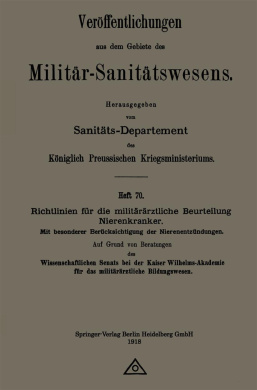 Veröffentlichungen
aus dem Gebiete des
Militär-Sanitätswesens.
Herausgegeben
vom
Sanitäts-Departement
des
Königlich Preussischen Kriegsministeriums.
Heft 70.
Richtlinien für die militärärztliche Beurteilung
Nierenkranker.
Mit besonderer Berücksichtigung der Nierenentzündungen.
Auf Grund von Beratungen
des
Wissenschaftlichen Senats bei der Kaiser Wilhelms-Akademie
für das militärärztliche Bildungswesen.
Springer-Verlag Berlin Heidelberg GmbH
1918